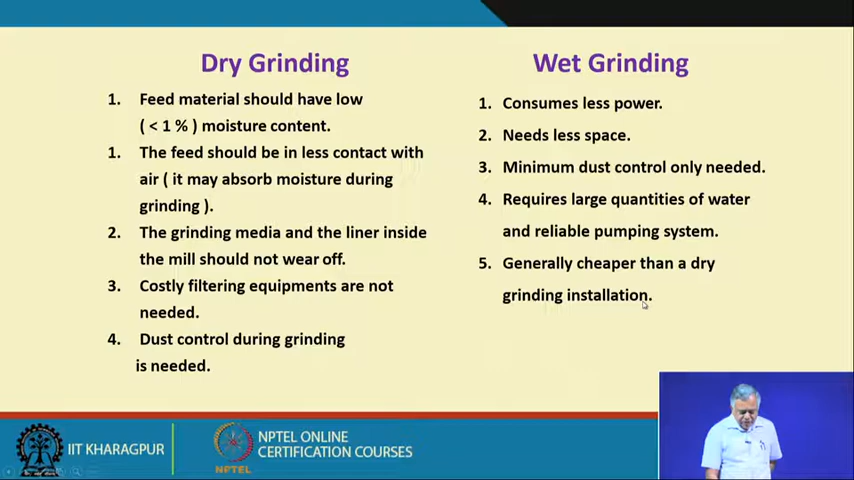 Dry Grinding
1. Feed material should have low
( < 1 % ) moisture content.
1. The feed should be in less contact with
air ( it may absorb moisture during
grinding ).
2. The grinding media and the liner inside
the mill should not wear off.
3. Costly filtering equipments are not
needed.
4. Dust control during grinding
is needed.
Wet Grinding
1. Consumes less power.
2. Needs less space.
3. Minimum dust control only needed.
4. Requires large quantities of water
and reliable pumping system.
5. Generally cheaper than a dry
grinding installation.
IIT KHARAGPUR
NPTEL
NPTEL ONLINE
CERTIFICATION COURSES